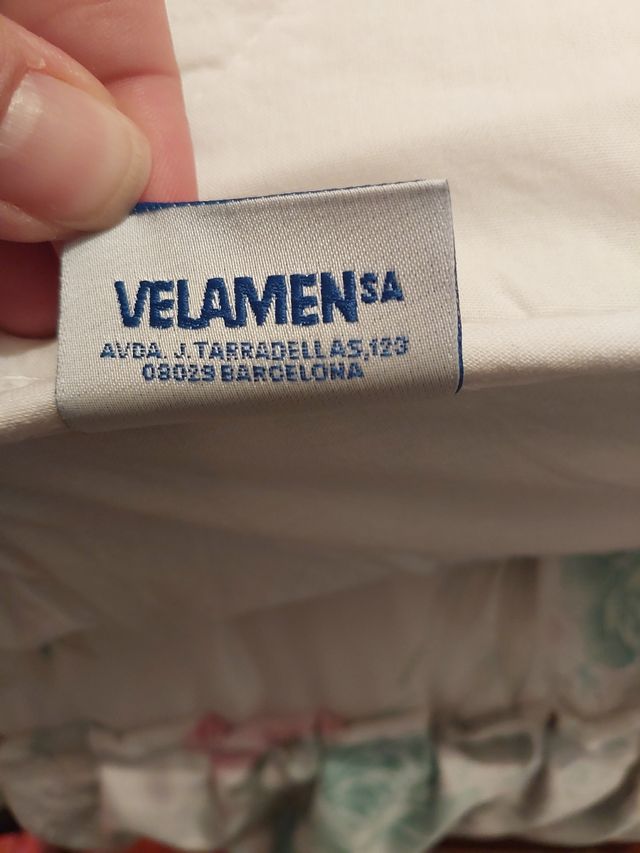 VELAMEN SA
AVDA. J. TARRADELLAS, 123
08029 BARCELONA